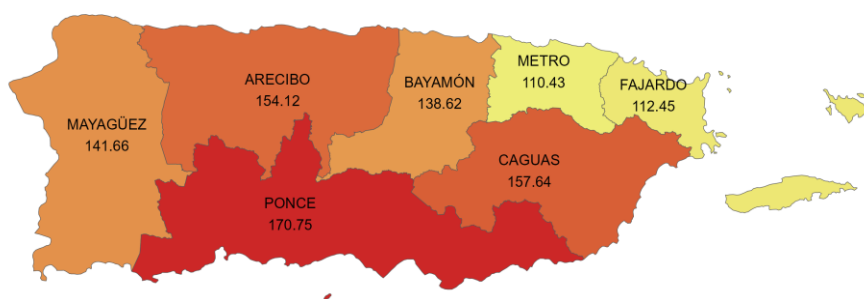 METRO
110.43
FAJARDO
112.45
ARECIBO
154.12
BAYAMÓN
138.62
MAYAGÜEZ
141.66
CAGUAS
157.64
PONCE
170.75